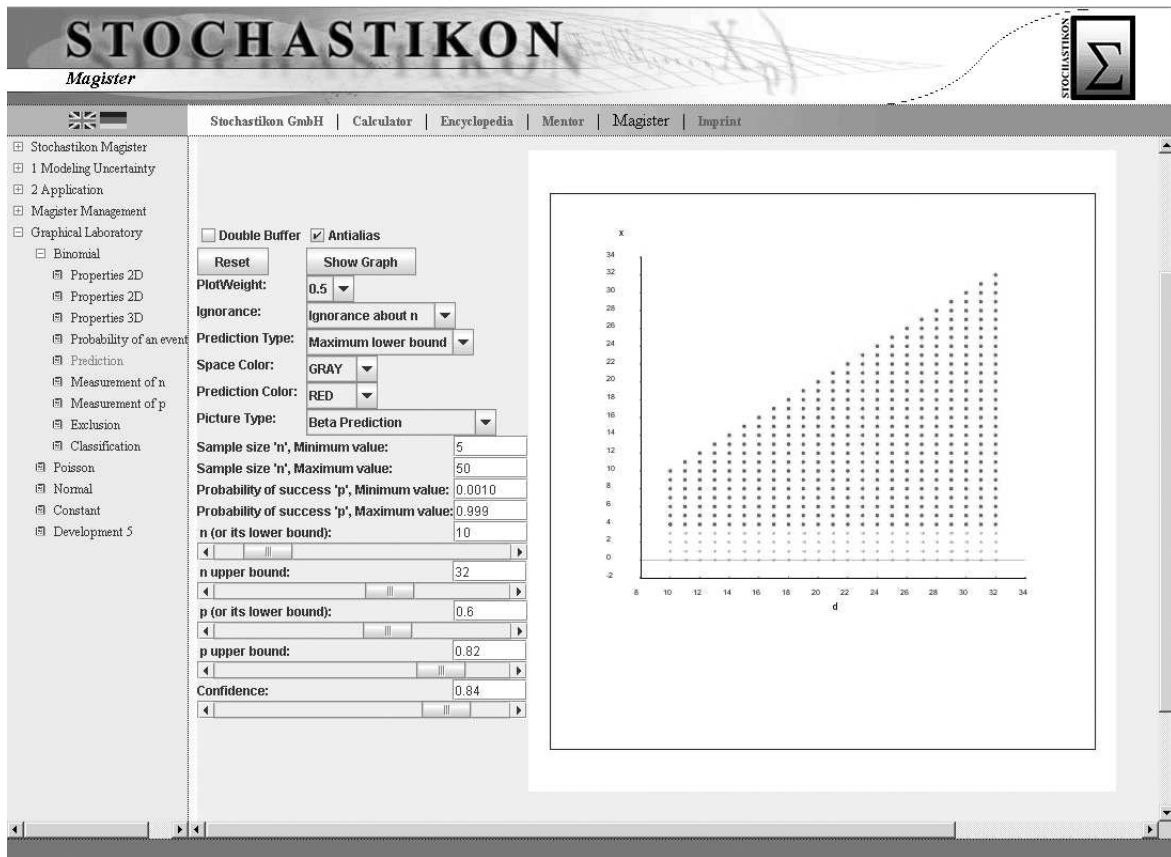 STOCHASTIKON
Magister
STOCHASTIKON
Σ
Stochastikon GmbH | Calculator | Encyclopedia | Mentor | Magister | Imprint
Stochastikon Magister
1 Modeling Uncertainty
2 Application
Magister Management
Graphical Laboratory
Binomial
Properties 2D
Properties 2D
Properties 3D
Probability of an event
Prediction
Measurement of n
Measurement of p
Exclusion
Classification
Poisson
Normal
Constant
Development 5
Double Buffer Antialias
Reset Show Graph
PlotWeight: 0.5
Ignorance: Ignorance about n
Prediction Type: Maximum lower bound
Space Color: GRAY
Prediction Color: RED
Picture Type: Beta Prediction
Sample size 'n', Minimum value: 5
Sample size 'n', Maximum value: 50
Probability of success 'p', Minimum value: 0.0010
Probability of success 'p', Maximum value: 0.999
n (or its lower bound): 10
n upper bound: 32
p (or its lower bound): 0.6
p upper bound: 0.82
Confidence: 0.84
x
34
32
30
28
26
24
22
20
18
16
14
12
10
8
6
4
2
0
-2
8 10 12 14 16 18 20 22 24 26 28 30 32 34
d